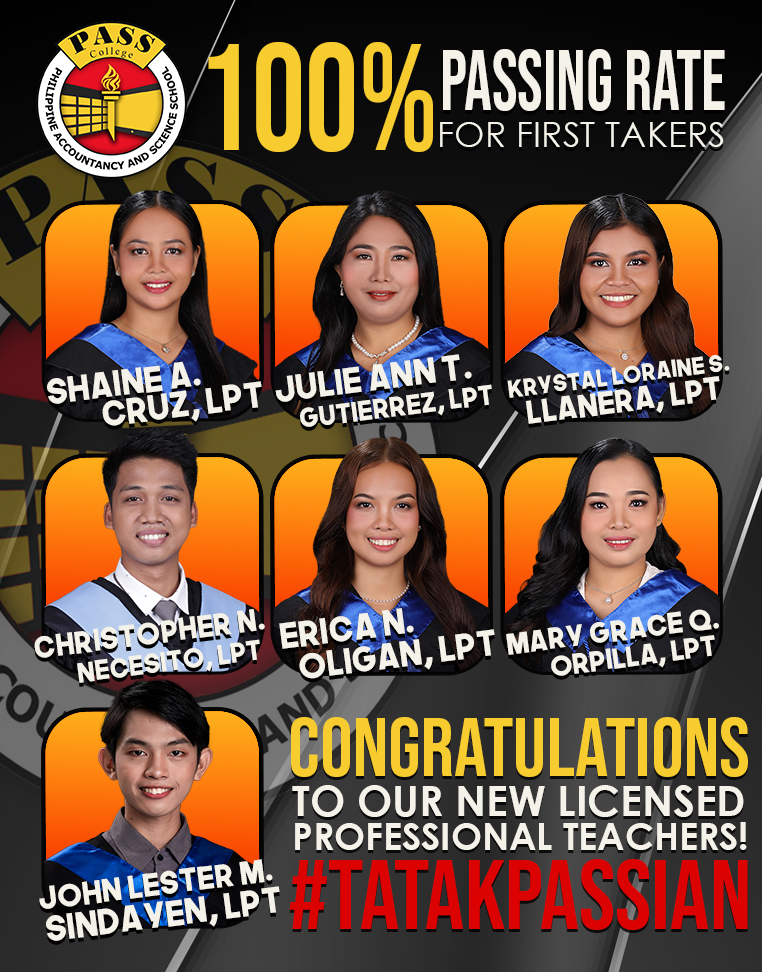 PASS
College
PHILIPPINE ACCOUNTANCY AND SCIENCE SCHOOL
100% PASSING RATE
FOR FIRST TAKERS
SHAINE A.
CRUZ, LPT
JULIE ANN T.
GUTIERREZ, LPT
KRYSTAL LORAINE S.
LLANERA, LPT
CHRISTOPHER N.
NECESITO, LPT
ERICA N.
OLIGAN, LPT
MARY GRACE Q.
ORPILLA, LPT
JOHN LESTER M.
SINDAYEN, LPT
CONGRATULATIONS
TO OUR NEW LICENSED
PROFESSIONAL TEACHERS!
#TATAKPASSIAN